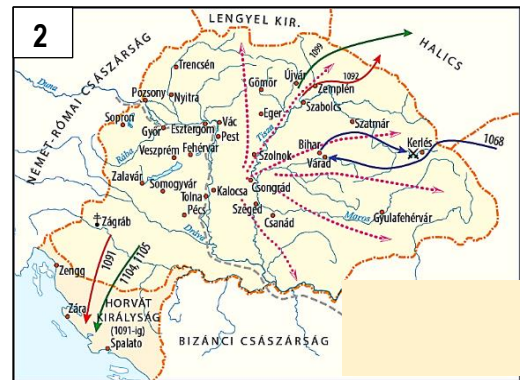 2
LENGYEL KIR.
HALICS
NÉMET-RÓMAI CSÁSZÁRSÁG
1099
1092
Trencsén
Gömör
Újvár
Zemplén
Duna
Pozsony
Nyitra
Szabolcs
Sopron
Eger
Tisza
Szatmár
Győr
Esztergom
Vác
Pest
Rába
Veszprém
Fehérvár
Szolnok
Bihar
Várad
Kerlés
1068
Zalavár
Somogyvár
Tolna
Kalocsa
Csongrád
Pécs
Szeged
Csanád
Maros
Gyulafehérvár
Zágráb
Dráva
1091
1104, 1105
Zengg
Zára
HORVÁT
KIRÁLYSÁG
(1091-ig)
Spalato
BIZÁNCI CSÁSZÁRSÁG